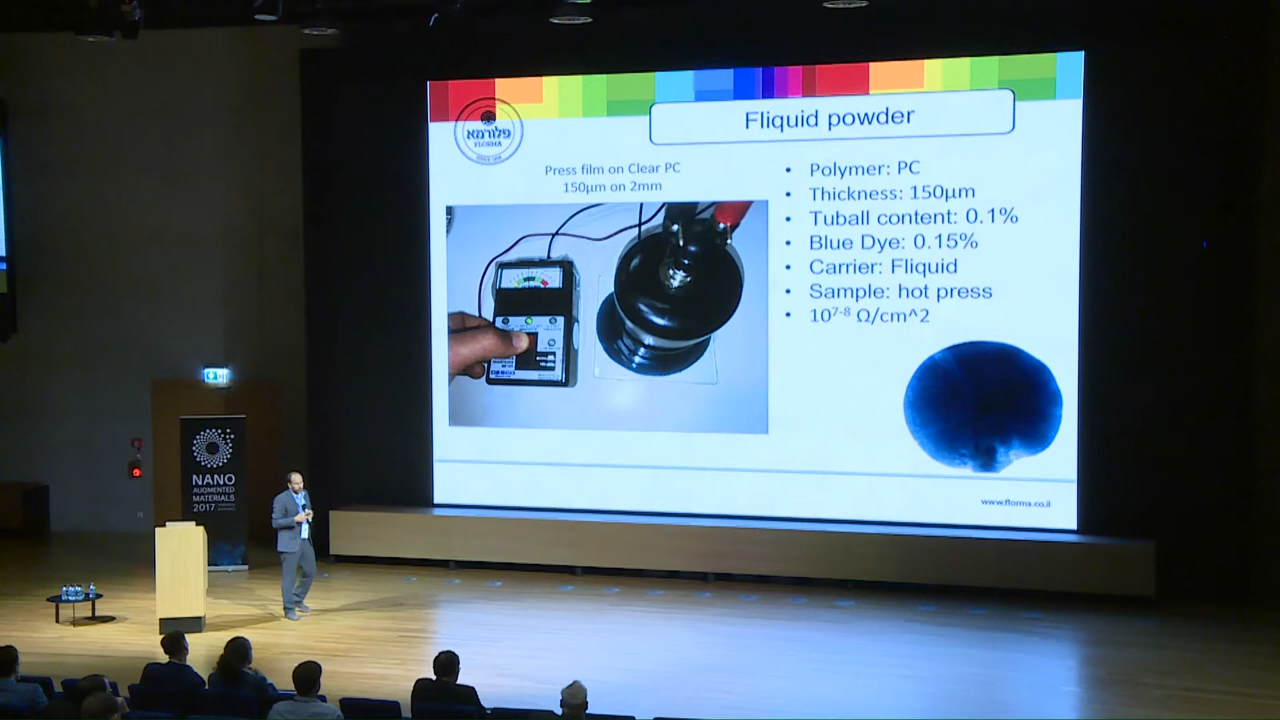 Fliquid powder
פלורמא
FLORMA
Press film on Clear PC
150µm on 2mm
• Polymer: PC
• Thickness: 150µm
• Tuball content: 0.1%
• Blue Dye: 0.15%
• Carrier: Fliquid
• Sample: hot press
• 10⁷⁻⁸ Ω/cm^2
www.florma.co.il
NANO
AUGMENTED
MATERIALS
2017